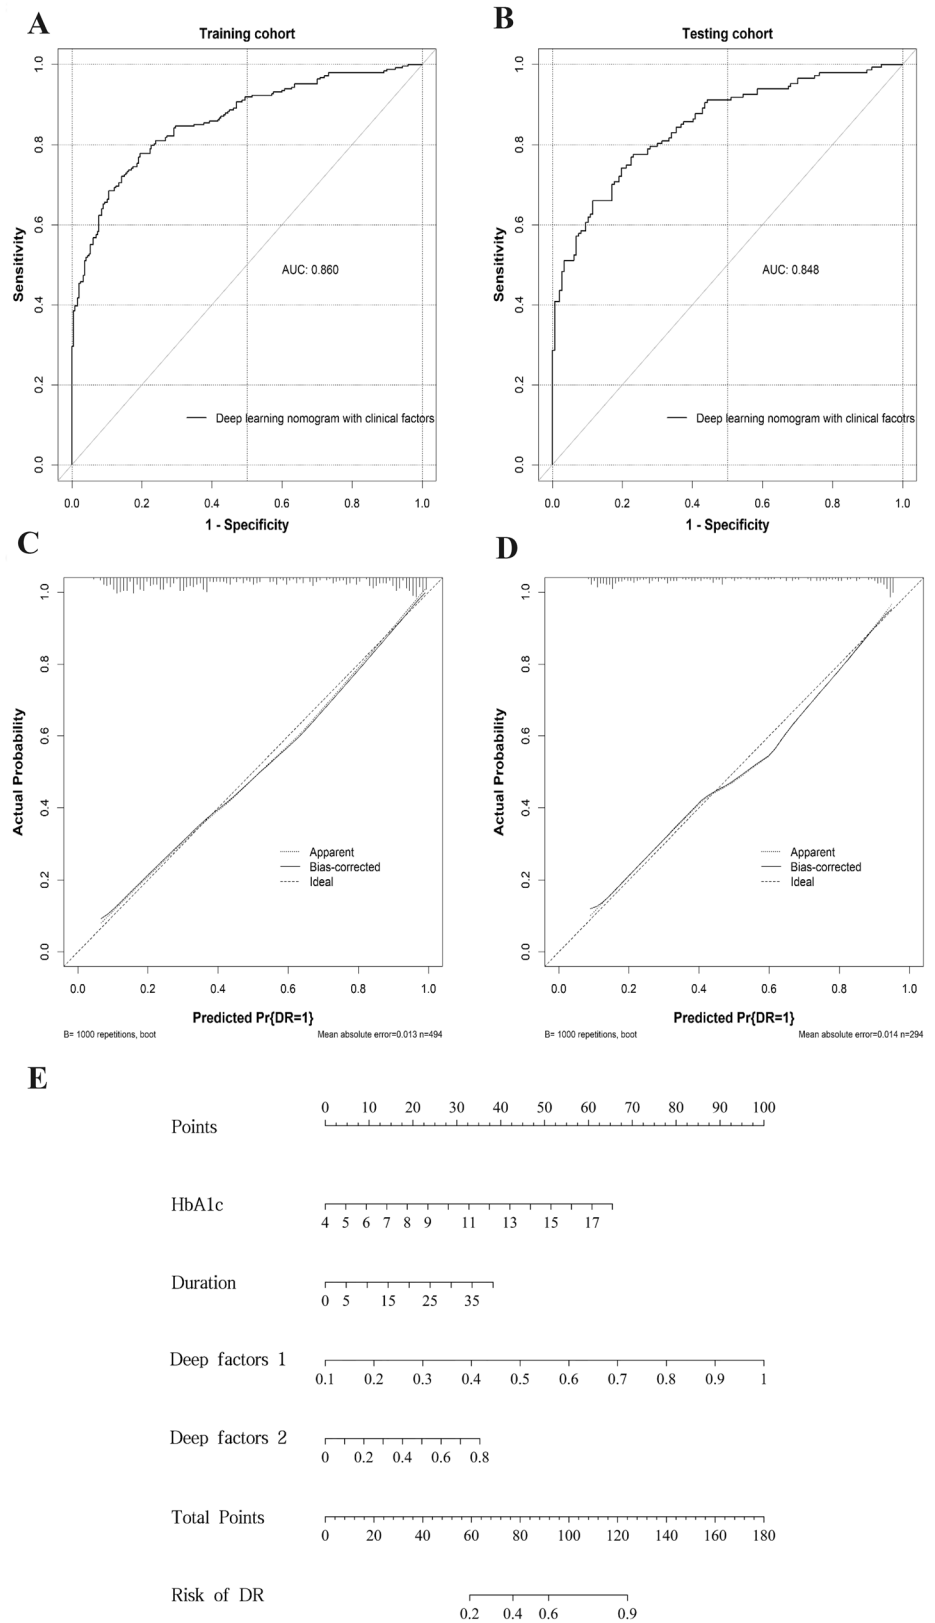 A
Training cohort
Sensitivity
0.0 0.2 0.4 0.6 0.8 1.0
AUC: 0.860
Deep learning nomogram with clinical factors
0.0 0.2 0.4 0.6 0.8 1.0
1 - Specificity
B
Testing cohort
Sensitivity
0.0 0.2 0.4 0.6 0.8 1.0
AUC: 0.848
Deep learning nomogram with clinical facotrs
0.0 0.2 0.4 0.6 0.8 1.0
1 - Specificity
C
Actual Probability
0.0 0.2 0.4 0.6 0.8 1.0
Apparent
Bias-corrected
Ideal
0.0 0.2 0.4 0.6 0.8 1.0
Predicted Pr{DR=1}
B= 1000 repetitions, boot
Mean absolute error=0.013 n=494
D
Actual Probability
0.0 0.2 0.4 0.6 0.8 1.0
Apparent
Bias-corrected
Ideal
0.0 0.2 0.4 0.6 0.8 1.0
Predicted Pr{DR=1}
B= 1000 repetitions, boot
Mean absolute error=0.014 n=294
E
0 10 20 30 40 50 60 70 80 90 100
Points
HbA1c
4 5 6 7 8 9 11 13 15 17
Duration
0 5 15 25 35
Deep factors 1
0.1 0.2 0.3 0.4 0.5 0.6 0.7 0.8 0.9 1
Deep factors 2
0 0.2 0.4 0.6 0.8
Total Points
0 20 40 60 80 100 120 140 160 180
Risk of DR
0.2 0.4 0.6 0.9